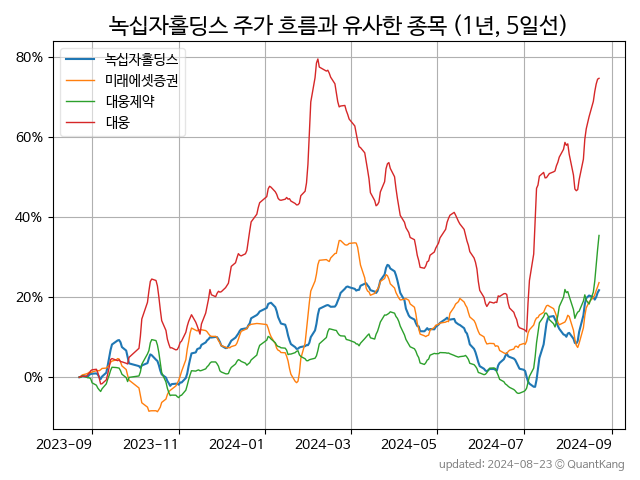 녹십자홀딩스 주가 흐름과 유사한 종목 (1년, 5일선)
녹십자홀딩스
미래에셋증권
대웅제약
대웅
80%
60%
40%
20%
0%
2023-09 2023-11 2024-01 2024-03 2024-05 2024-07 2024-09
updated: 2024-08-23 © QuantKang